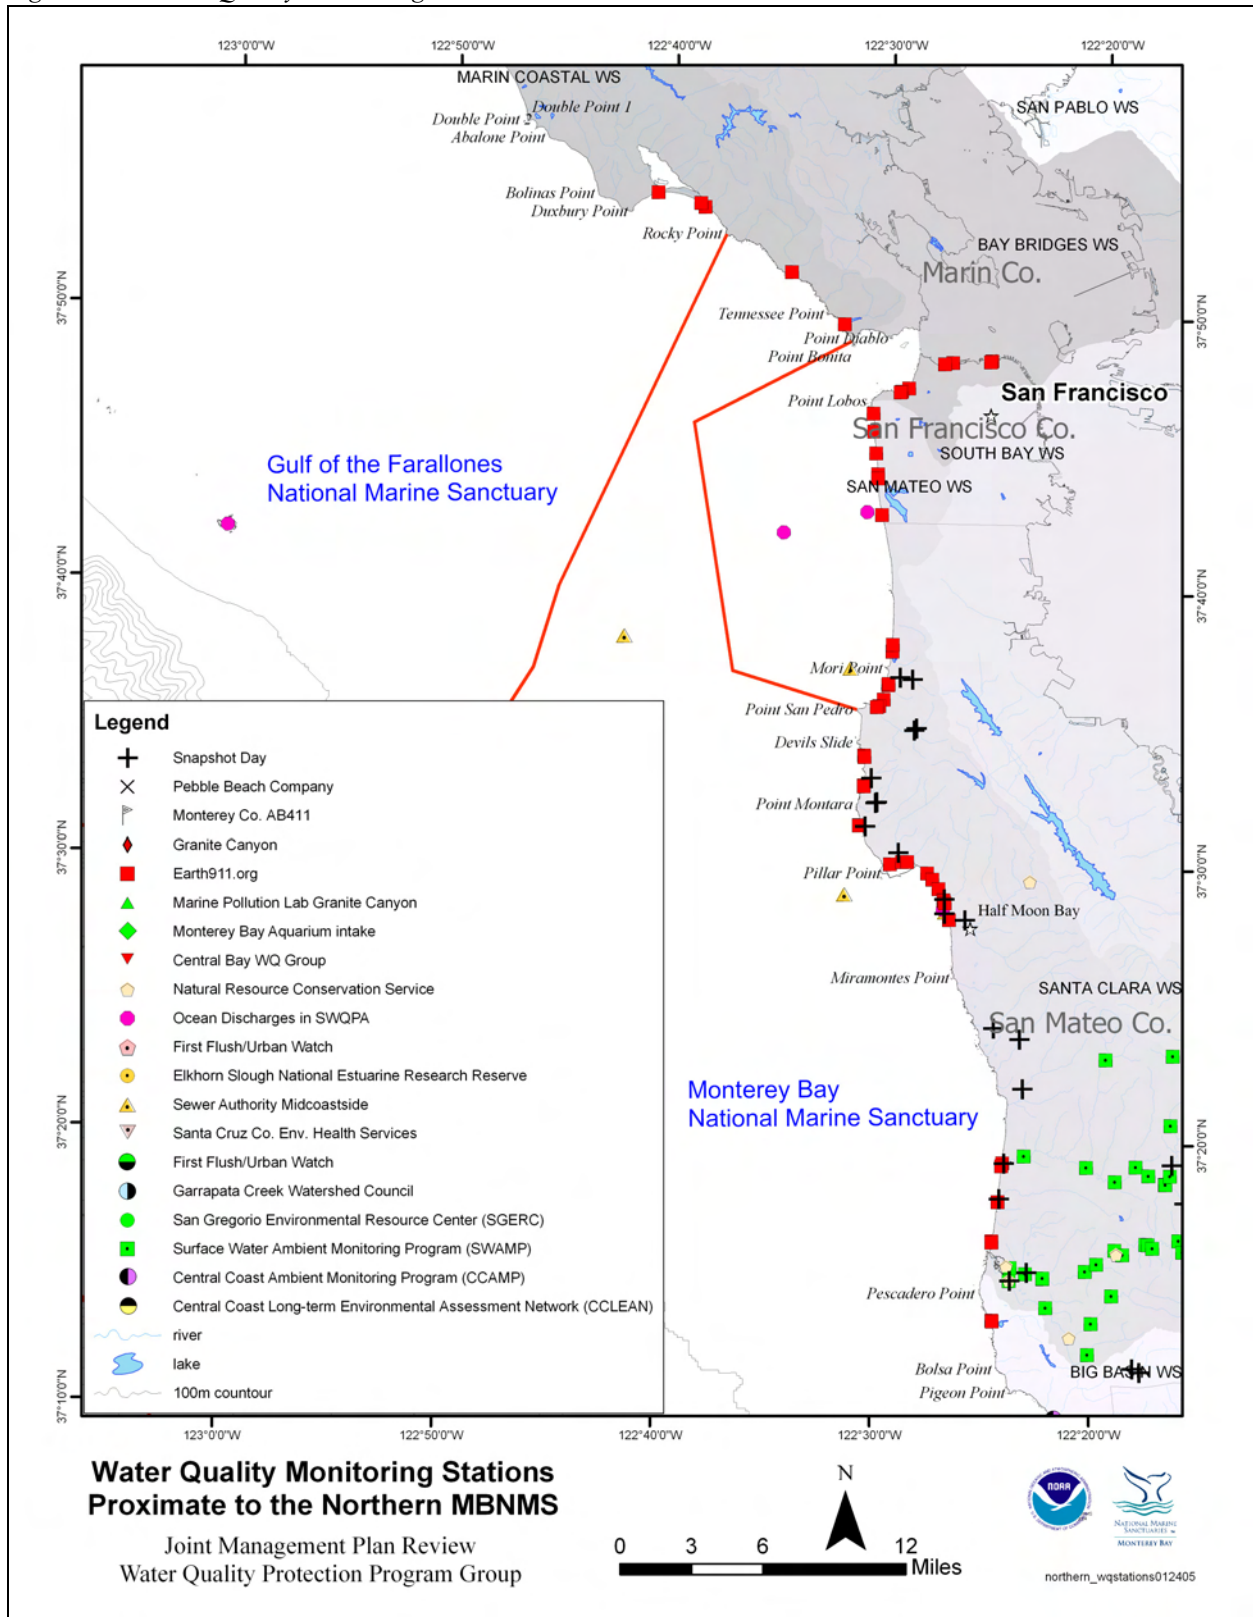 123°0'0"W
122°50'0"W
122°40'0"W
122°30'0"W
122°20'0"W
MARIN COASTAL WS
Double Point 1
SAN PABLO WS
Double Point 2
Abalone Point
Bolinas Point
Duxbury Point
Rocky Point
BAY BRIDGES WS
Marin Co.
37°50'0"N
37°50'0"N
Tennessee Point
Point Diablo
Point Bonita
San Francisco
Point Lobos
San Francisco Co.
SOUTH BAY WS
Gulf of the Farallones
National Marine Sanctuary
SAN MATEO WS
37°40'0"N
37°40'0"N
Mori Point
Point San Pedro
Devils Slide
Point Montara
37°30'0"N
37°30'0"N
Pillar Point
Half Moon Bay
Miramontes Point
SANTA CLARA WS
San Mateo Co.
Monterey Bay
National Marine Sanctuary
37°20'0"N
37°20'0"N
Pescadero Point
Bolsa Point
BIG BASIN WS
Pigeon Point
37°10'0"N
Legend
Snapshot Day
Pebble Beach Company
Monterey Co. AB411
Granite Canyon
Earth911.org
Marine Pollution Lab Granite Canyon
Monterey Bay Aquarium intake
Central Bay WQ Group
Natural Resource Conservation Service
Ocean Discharges in SWQPA
First Flush/Urban Watch
Elkhorn Slough National Estuarine Research Reserve
Sewer Authority Midcoastside
Santa Cruz Co. Env. Health Services
First Flush/Urban Watch
Garrapata Creek Watershed Council
San Gregorio Environmental Resource Center (SGERC)
Surface Water Ambient Monitoring Program (SWAMP)
Central Coast Ambient Monitoring Program (CCAMP)
Central Coast Long-term Environmental Assessment Network (CCLEAN)
river
lake
100m countour
123°0'0"W
122°50'0"W
122°40'0"W
122°30'0"W
122°20'0"W
Water Quality Monitoring Stations
Proximate to the Northern MBNMS
Joint Management Plan Review
Water Quality Protection Program Group
N
0 3 6 12
Miles
NOAA
NATIONAL MARINE
SANCTUARIES
MONTEREY BAY
northern_wqstations012405